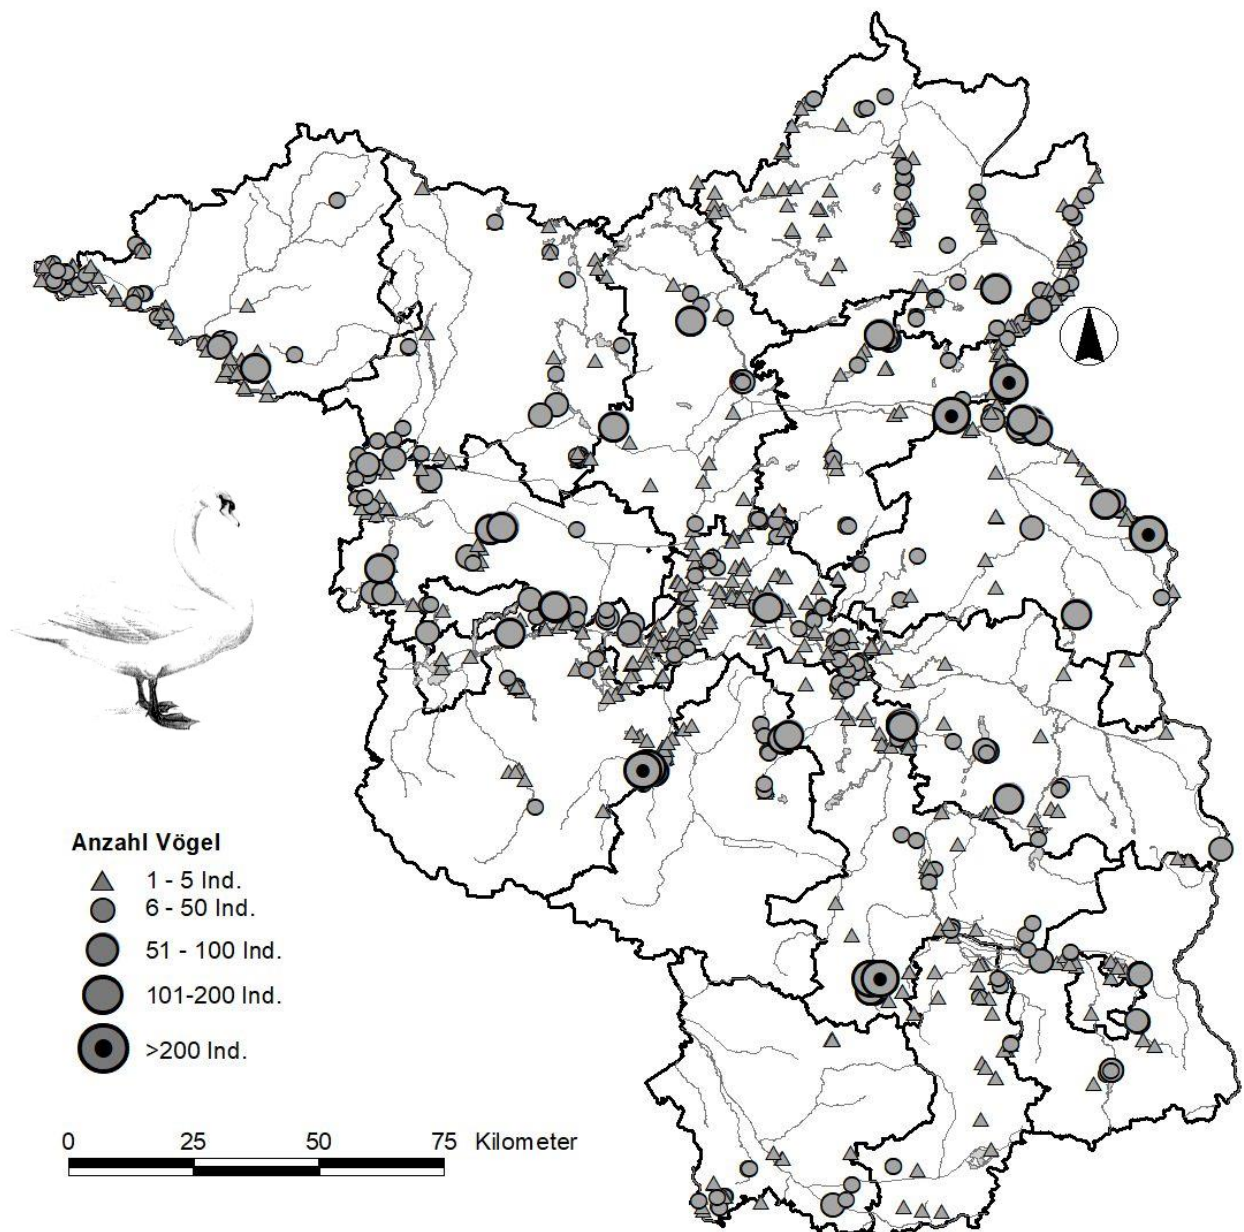 Anzahl Vögel
1 - 5 Ind.
6 - 50 Ind.
51 - 100 Ind.
101-200 Ind.
>200 Ind.
0 25 50 75 Kilometer